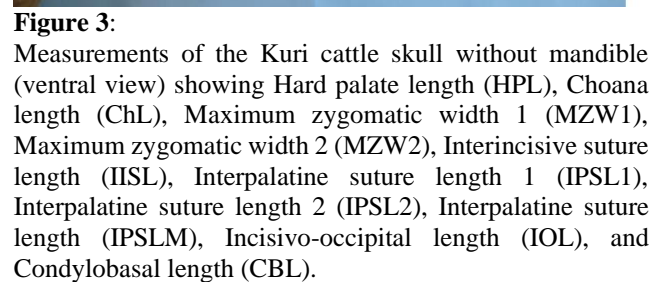 Figure 3:
Measurements of the Kuri cattle skull without mandible
(ventral view) showing Hard palate length (HPL), Choana
length (ChL), Maximum zygomatic width 1 (MZW1),
Maximum zygomatic width 2 (MZW2), Interincisive suture
length (IISL), Interpalatine suture length 1 (IPSL1),
Interpalatine suture length 2 (IPSL2), Interpalatine suture
length (IPSLM), Incisivo-occipital length (IOL), and
Condylobasal length (CBL).